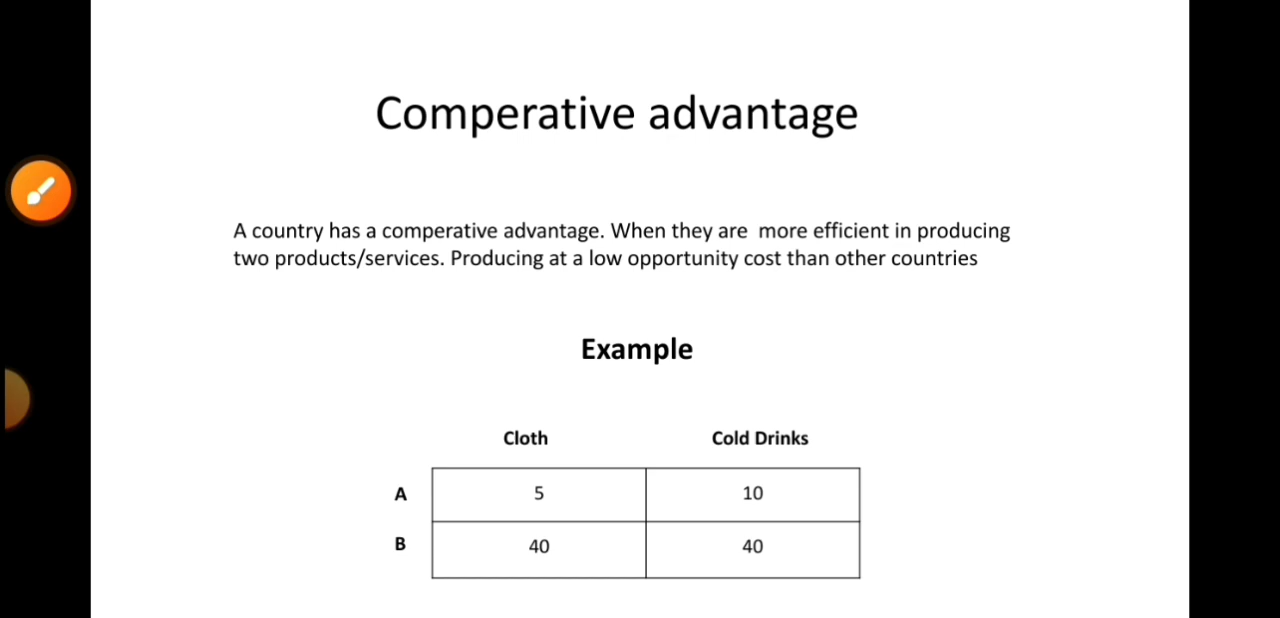 Comperative advantage
A country has a comperative advantage. When they are  more efficient in producing
two products/services. Producing at a low opportunity cost than other countries
Example
Cloth Cold Drinks
A 5 10
B 40 40